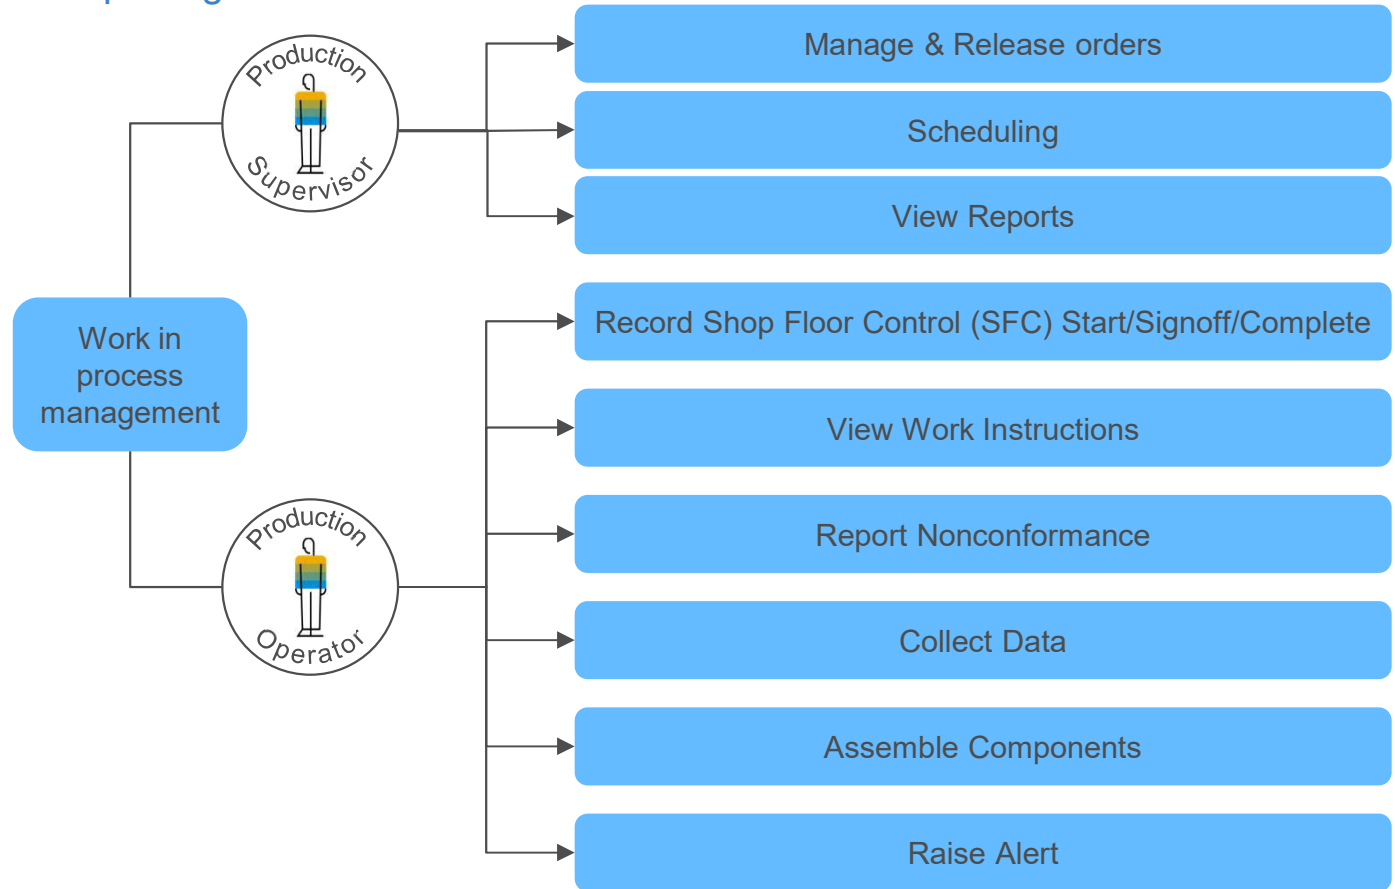 Production
Supervisor
Manage & Release orders
Scheduling
View Reports
Work in
process
management
Production
Operator
Record Shop Floor Control (SFC) Start/Signoff/Complete
View Work Instructions
Report Nonconformance
Collect Data
Assemble Components
Raise Alert